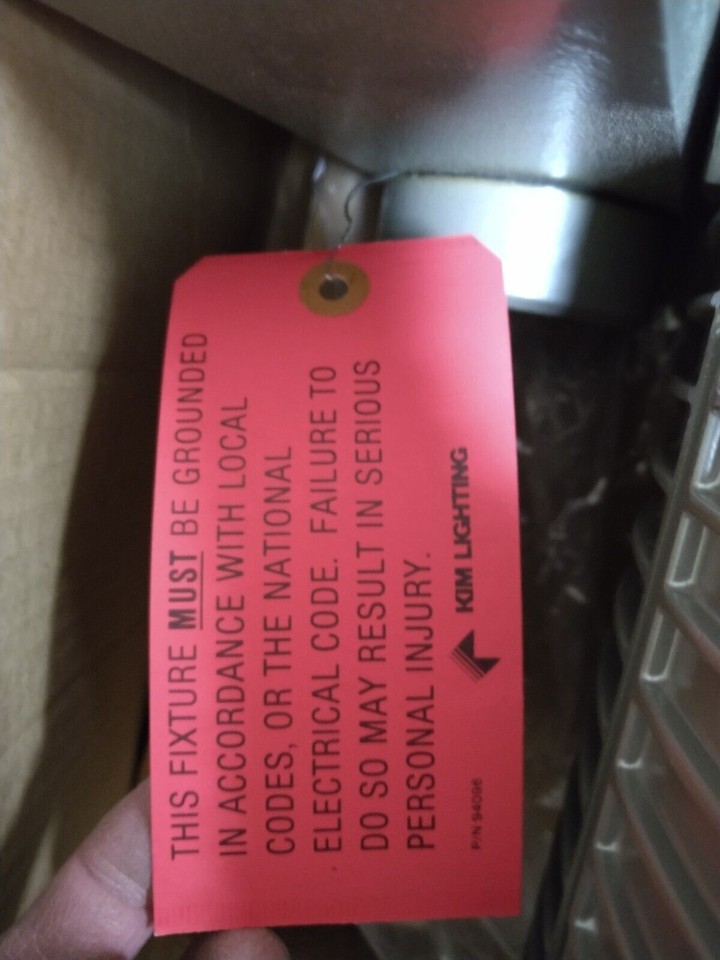 THIS FIXTURE MUST BE GROUNDED
IN ACCORDANCE WITH LOCAL
CODES, OR THE NATIONAL
ELECTRICAL CODE. FAILURE TO
DO SO MAY RESULT IN SERIOUS
PERSONAL INJURY.
KIM LIGHTING
P/N 94096